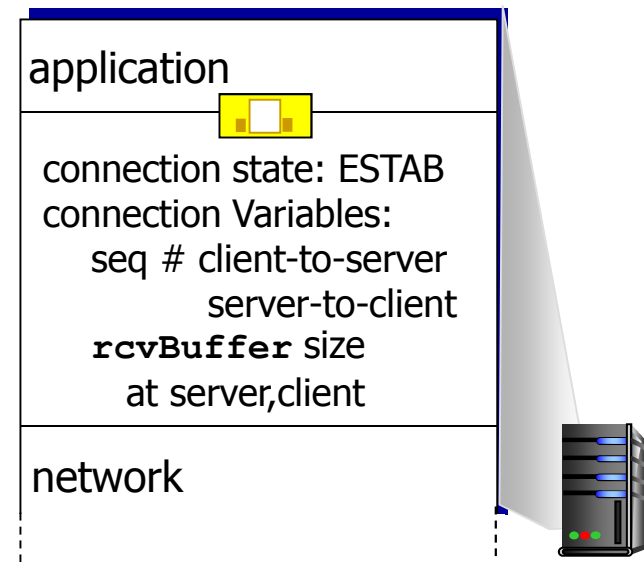 application
connection state: ESTAB
connection Variables:
seq # client-to-server
server-to-client
rcvBuffer size
at server,client
network